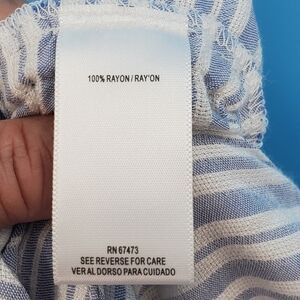 100% RAYON / RAY'ON
RN 67473
SEE REVERSE FOR CARE
VER AL DORSO PARA CUIDADO